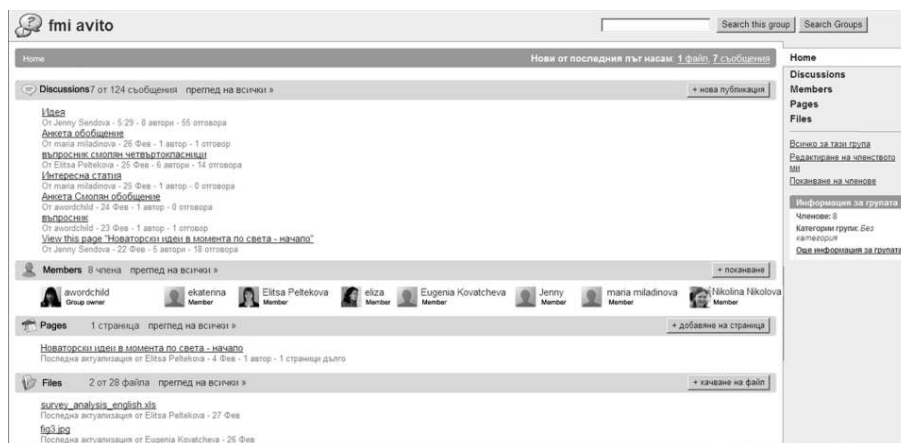 fmi avito
Search this group Search Groups
Home
Нови от последния път насам: 1 файл, 7 съобщения
Discussions 7 от 124 съобщения преглед на всички »
+ нова публикация
Идея
От Jenny Sendova - 5:29 - 8 автори - 55 отговора
Анкета обобщение
От maria miladinova - 26 Фев - 1 автор - 1 отговор
въпросник смолян четвъртокласници
От Elitsa Peltekova - 25 Фев - 6 автори - 14 отговора
Интересна статия
От maria miladinova - 25 Фев - 1 автор - 0 отговора
Анкета Смолян обобщение
От awordchild - 24 Фев - 1 автор - 0 отговора
въпросник
От awordchild - 23 Фев - 1 автор - 1 отговор
View this page "Новаторски идеи в момента по света - начало"
От Jenny Sendova - 22 Фев - 5 автори - 18 отговора
Members 8 члена преглед на всички »
+ поканване
awordchild
Group owner
ekaterina
Member
Elitsa Peltekova
Member
eliza
Member
Eugenia Kovatcheva
Member
Jenny
Member
maria miladinova
Member
Nikolina Nikolova
Member
Pages 1 страница преглед на всички »
+ добавяне на страница
Новаторски идеи в момента по света - начало
Последна актуализация от Elitsa Peltekova - 4 Фев - 1 автор - 1 страници дълго
Files 2 от 28 файла преглед на всички »
+ качване на файл
survey_analysis_english.xls
Последна актуализация от Elitsa Peltekova - 27 Фев
fig3.jpg
Последна актуализация от Eugenia Kovatcheva - 26 Фев
Home
Discussions
Members
Pages
Files
Всичко за тази група
Редактиране на членството
ми
Поканване на членове
Информация за групата
Членове: 8
Категории групи: Без
категория
Още информация за групата